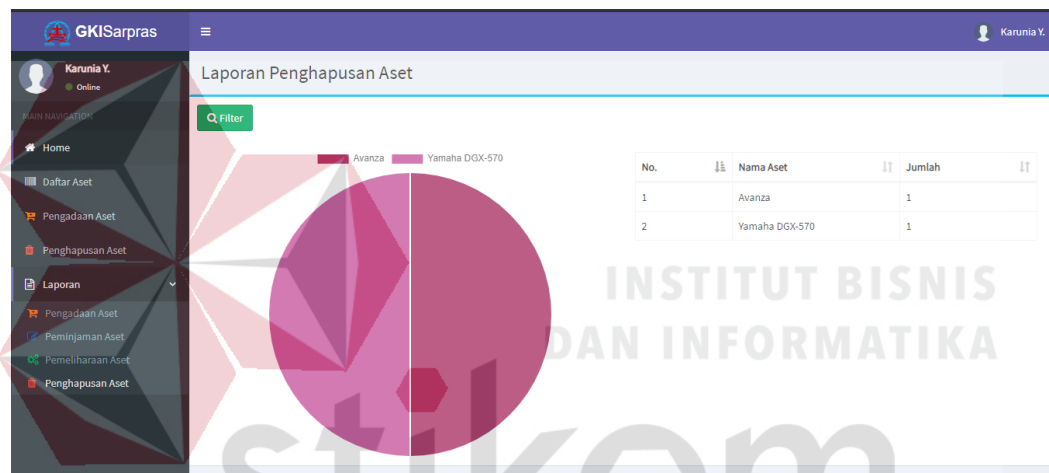 GKISarpras
Karunia Y.
Karunia Y.
Online
Laporan Penghapusan Aset
MAIN NAVIGATION
Filter
Home
Daftar Aset
Pengadaan Aset
Penghapusan Aset
Laporan
Pengadaan Aset
Peminjaman Aset
Pemeliharaan Aset
Penghapusan Aset
Avanza Yamaha DGX-570
No. Nama Aset Jumlah
1 Avanza 1
2 Yamaha DGX-570 1
INSTITUT BISNIS
DAN INFORMATIKA
stikom